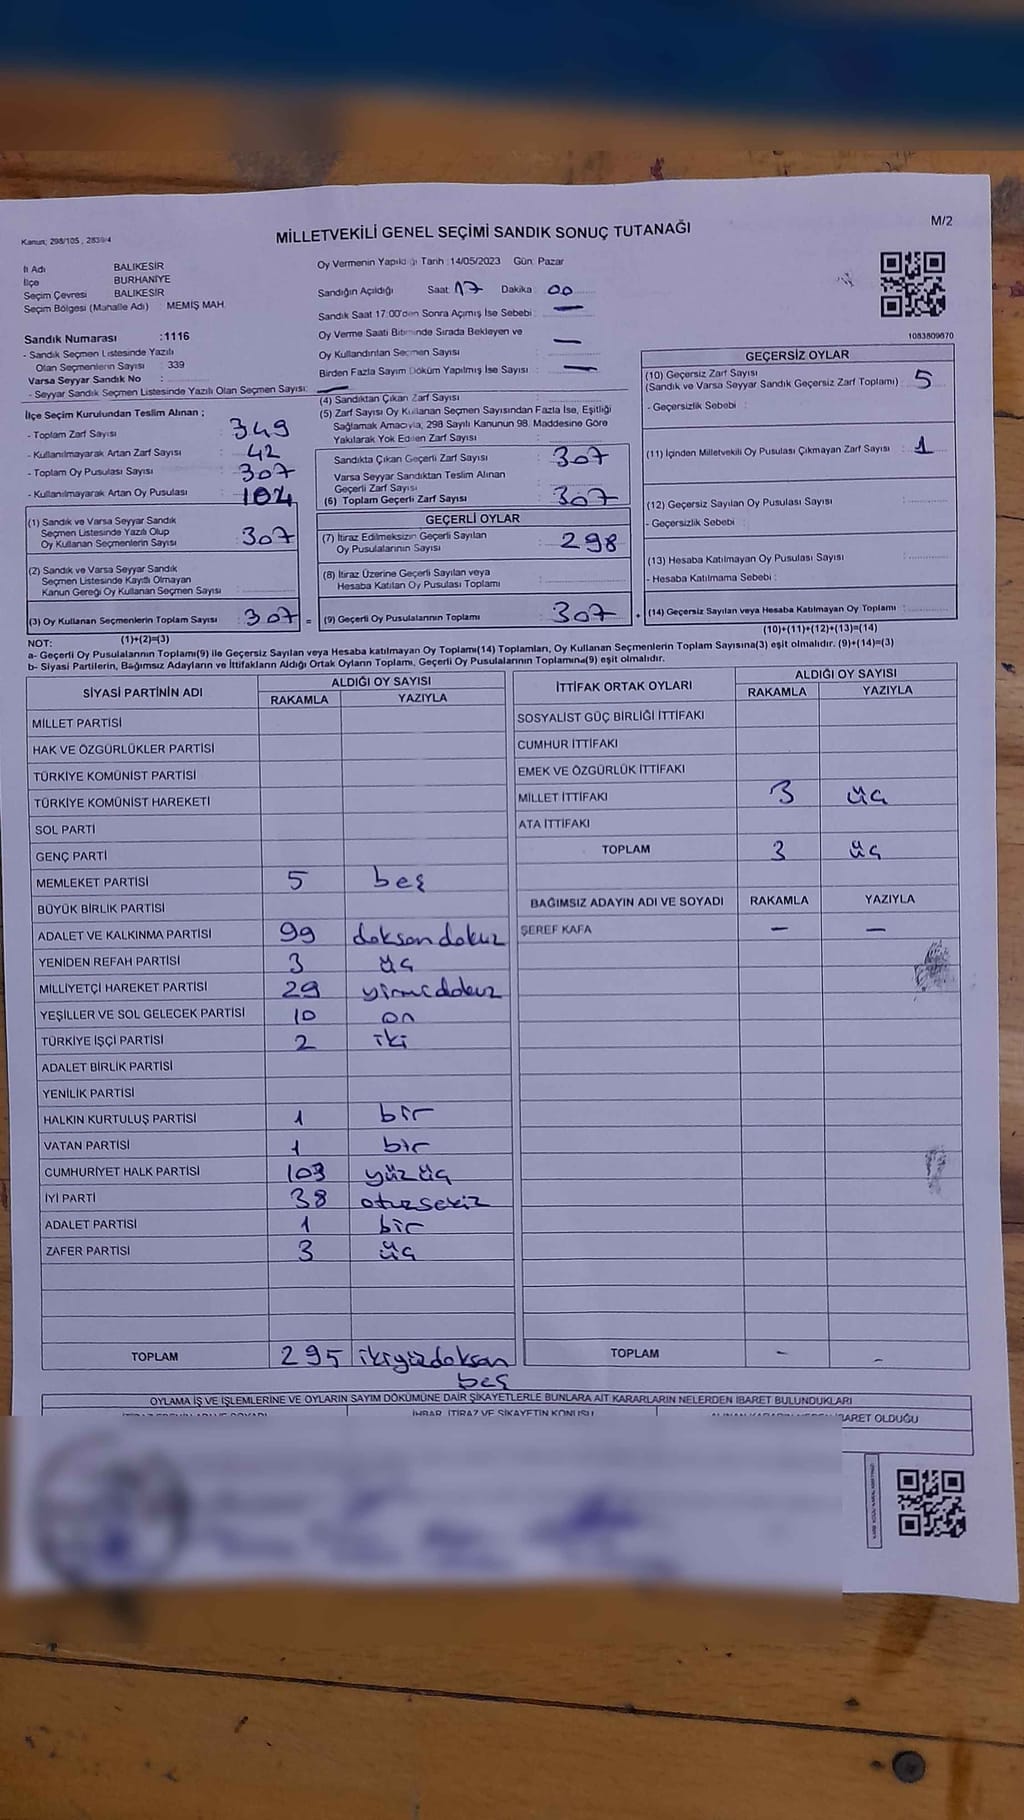 M/2
Kanun; 298/105 , 2839/4
MİLLETVEKİLİ GENEL SEÇİMİ SANDIK SONUÇ TUTANAĞI
İl Adı BALIKESİR
İlçe BURHANİYE
Seçim Çevresi BALIKESİR
Seçim Bölgesi (Mahalle Adı) : MEMİŞ MAH.
Oy Vermenin Yapıldığı Tarih :14/05/2023 Gün: Pazar
Sandığın Açıldığı Saat 17 Dakika : 00
Sandık Saat 17:00'den Sonra Açımış İse Sebebi : —
Oy Verme Saati Bitiminde Sırada Bekleyen ve
Oy Kullandırılan Seçmen Sayısı : —
Birden Fazla Sayım Döküm Yapılmış İse Sayısı : —
1083809870
Sandık Numarası :1116
- Sandık Seçmen Listesinde Yazılı
Olan Seçmenlerin Sayısı : 339
Varsa Seyyar Sandık No :
- Seyyar Sandık Seçmen Listesinde Yazılı Olan Seçmen Sayısı: —
İlçe Seçim Kurulundan Teslim Alınan ;
- Toplam Zarf Sayısı : 349
- Kullanılmayarak Artan Zarf Sayısı : 42
- Toplam Oy Pusulası Sayısı : 307
- Kullanılmayarak Artan Oy Pusulası : 104
(1) Sandık ve Varsa Seyyar Sandık
Seçmen Listesinde Yazılı Olup
Oy Kullanan Seçmenlerin Sayısı : 307
(2) Sandık ve Varsa Seyyar Sandık
Seçmen Listesinde Kayıtlı Olmayan
Kanun Gereği Oy Kullanan Seçmen Sayısı :
(3) Oy Kullanan Seçmenlerin Toplam Sayısı : 307 =
(1)+(2)=(3)
(4) Sandıktan Çıkan Zarf Sayısı :
(5) Zarf Sayısı Oy Kullanan Seçmen Sayısından Fazla İse, Eşitliği
Sağlamak Amacıyla, 298 Sayılı Kanunun 98. Maddesine Göre
Yakılarak Yok Edilen Zarf Sayısı :
Sandıkta Çıkan Geçerli Zarf Sayısı : 307
Varsa Seyyar Sandıktan Teslim Alınan
Geçerli Zarf Sayısı :
(6) Toplam Geçerli Zarf Sayısı : 307
GEÇERLİ OYLAR
(7) İtiraz Edilmeksizin Geçerli Sayılan
Oy Pusulalarının Sayısı : 298
(8) İtiraz Üzerine Geçerli Sayılan veya
Hesaba Katılan Oy Pusulası Toplamı :
(9) Geçerli Oy Pusulalarının Toplamı : 307 +
GEÇERSİZ OYLAR
(10) Geçersiz Zarf Sayısı
(Sandık ve Varsa Seyyar Sandık Geçersiz Zarf Toplamı) : 5
- Geçersizlik Sebebi :
(11) İçinden Milletvekili Oy Pusulası Çıkmayan Zarf Sayısı : 1
(12) Geçersiz Sayılan Oy Pusulası Sayısı :
- Geçersizlik Sebebi :
(13) Hesaba Katılmayan Oy Pusulası Sayısı :
- Hesaba Katılmama Sebebi :
(14) Geçersiz Sayılan veya Hesaba Katılmayan Oy Toplamı :
(10)+(11)+(12)+(13)=(14)
NOT:
a- Geçerli Oy Pusulalarının Toplamı(9) ile Geçersiz Sayılan veya Hesaba katılmayan Oy Toplamı(14) Toplamları, Oy Kullanan Seçmenlerin Toplam Sayısına(3) eşit olmalıdır. (9)+(14)=(3)
b- Siyasi Partilerin, Bağımsız Adayların ve İttifakların Aldığı Ortak Oyların Toplamı, Geçerli Oy Pusulalarının Toplamına(9) eşit olmalıdır.
SİYASİ PARTİNİN ADI ALDIĞI OY SAYISI
RAKAMLA YAZIYLA
MİLLET PARTİSİ
HAK VE ÖZGÜRLÜKLER PARTİSİ
TÜRKİYE KOMÜNİST PARTİSİ
TÜRKİYE KOMÜNİST HAREKETİ
SOL PARTİ
GENÇ PARTİ
MEMLEKET PARTİSİ 5 beş
BÜYÜK BİRLİK PARTİSİ
ADALET VE KALKINMA PARTİSİ 99 doksandokuz
YENİDEN REFAH PARTİSİ 3 üç
MİLLİYETÇİ HAREKET PARTİSİ 29 yirmidokuz
YEŞİLLER VE SOL GELECEK PARTİSİ 10 on
TÜRKİYE İŞÇİ PARTİSİ 2 iki
ADALET BİRLİK PARTİSİ
YENİLİK PARTİSİ
HALKIN KURTULUŞ PARTİSİ 1 bir
VATAN PARTİSİ 1 bir
CUMHURİYET HALK PARTİSİ 103 yüzüç
İYİ PARTİ 38 otuzsekiz
ADALET PARTİSİ 1 bir
ZAFER PARTİSİ 3 üç
TOPLAM 295 ikiyüzdoksan
beş
İTTİFAK ORTAK OYLARI ALDIĞI OY SAYISI
RAKAMLA YAZIYLA
SOSYALİST GÜÇ BİRLİĞİ İTTİFAKI
CUMHUR İTTİFAKI
EMEK VE ÖZGÜRLÜK İTTİFAKI
MİLLET İTTİFAKI 3 üç
ATA İTTİFAKI
TOPLAM 3 üç
BAĞIMSIZ ADAYIN ADI VE SOYADI RAKAMLA YAZIYLA
ŞEREF KAFA — —
TOPLAM - -
OYLAMA İŞ VE İŞLEMLERİNE VE OYLARIN SAYIM DÖKÜMÜNE DAİR ŞİKAYETLERLE BUNLARA AİT KARARLARIN NELERDEN İBARET BULUNDUKLARI
İHBAR, İTİRAZ VE ŞİKAYETİN KONUSU
İBARET OLDUĞU